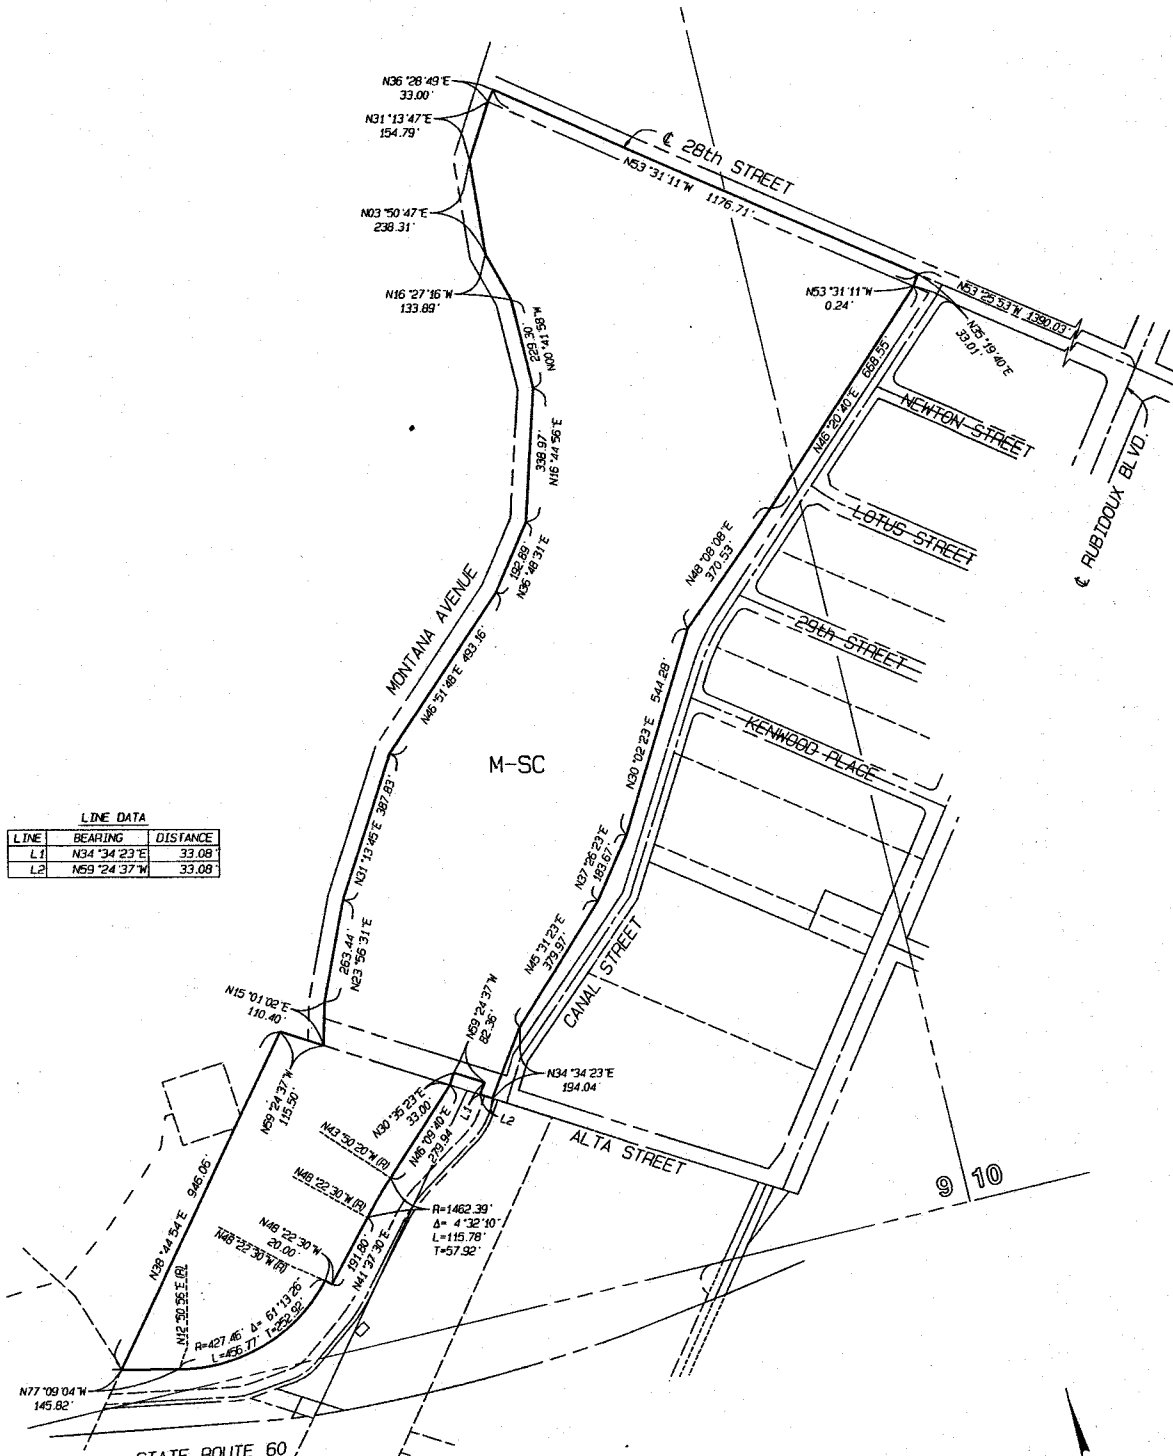 N36°28'49"E
33.00'
N31°13'47"E
154.79'
℄ 28th STREET
N53°31'11"W 1176.71'
N03°50'47"E
238.31'
N16°27'16"W
133.89'
N00°41'58"W
229.30'
N53°31'11"W
0.24'
N53°25'53"W 1390.03'
N35°19'40"E
33.01'
N46°20'40"E 668.55'
NEWTON STREET
338.97'
N16°44'56"E
LOTUS STREET
℄ RUBIDOUX BLVD.
192.89'
N36°48'31"E
N48°08'08"E
370.53'
MONTANA AVENUE
29th STREET
N46°51'48"E 493.16'
N30°02'23"E 544.28'
KENWOOD PLACE
M-SC
N31°13'45"E 387.83'
LINE DATA
LINE BEARING DISTANCE
L1 N34°34'23"E 33.08'
L2 N59°24'37"W 33.08'
N37°26'23"E
183.67'
263.44'
N23°56'31"E
N45°31'23"E
379.97'
CANAL STREET
N15°01'02"E
110.40'
N59°24'37"W
82.36'
N34°34'23"E
194.04'
N59°24'37"W
115.50'
N30°35'23"E
33.00'
L1
L2
N46°09'40"E
279.94'
ALTA STREET
N43°50'20"W(R)
N48°22'30"W(R)
9 10
R=1462.39'
Δ= 4°32'10"
L=115.78'
T=57.92'
N38°44'54"E 946.06'
N48°22'30"W
20.00'
N48°22'30"W(R)
191.80'
N41°37'30"E
N12°50'56"E(R)
R=427.46' Δ= 61°13'26"
L=456.77' T=252.92'
N77°09'04"W
145.82'
STATE ROUTE 60